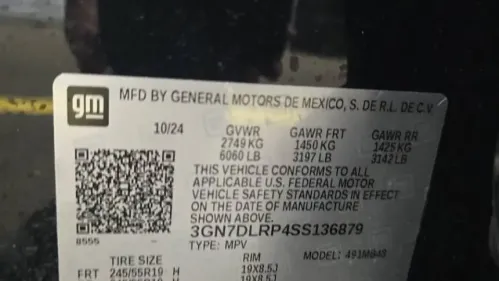 gm
MFD BY GENERAL MOTORS DE MEXICO, S. DE R.L. DE C.V.
10/24 GVWR GAWR FRT GAWR RR
2749 KG 1450 KG 1425 KG
6060 LB 3197 LB 3142 LB
THIS VEHICLE CONFORMS TO ALL
APPLICABLE U.S. FEDERAL MOTOR
VEHICLE SAFETY STANDARDS IN EFFECT
ON THE DATE OF MANUFACTURE
SHOWN ABOVE.
3GN7DLRP4SS136879
8555 TYPE: MPV MODEL:
TIRE SIZE RIM
FRT 245/55R19 H 19X8.5J